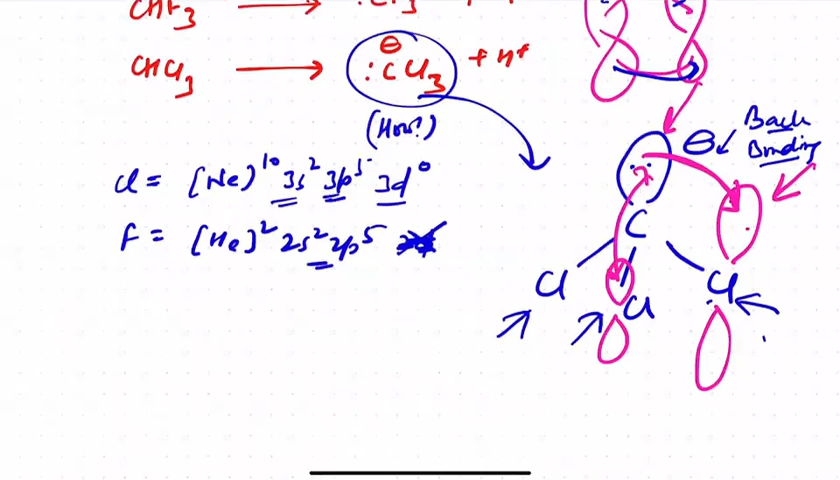 CHF3 ⟶ :CF3
CHCl3 ⟶ :CCl3⊖ + H+
(How?)
Cl = (Ne)10 3s2 3p5 3d0
F = [He]2 2s2 2p5
⊖
Back
Bonding
C
Cl
Cl
Cl